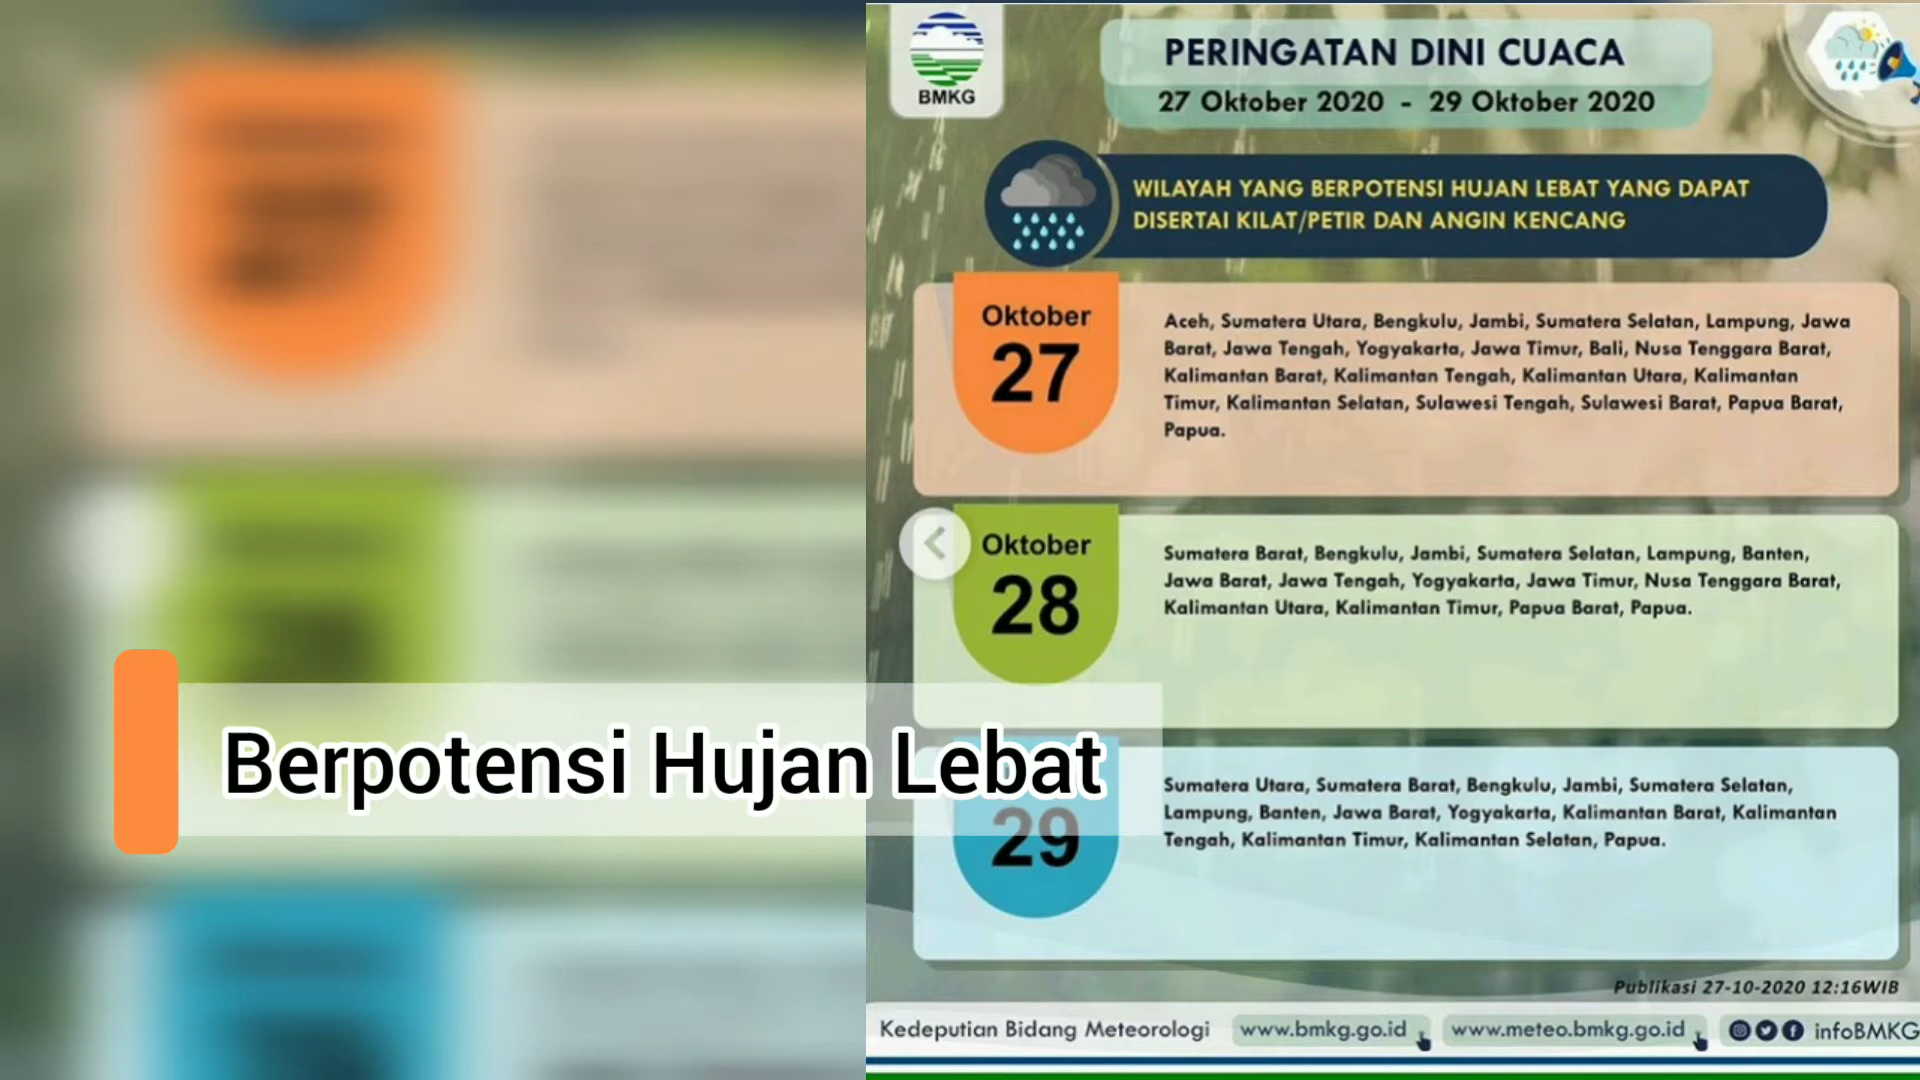 BMKG
PERINGATAN DINI CUACA
27 Oktober 2020 - 29 Oktober 2020
WILAYAH YANG BERPOTENSI HUJAN LEBAT YANG DAPAT
DISERTAI KILAT/PETIR DAN ANGIN KENCANG
Oktober
27
Aceh, Sumatera Utara, Bengkulu, Jambi, Sumatera Selatan, Lampung, Jawa
Barat, Jawa Tengah, Yogyakarta, Jawa Timur, Bali, Nusa Tenggara Barat,
Kalimantan Barat, Kalimantan Tengah, Kalimantan Utara, Kalimantan
Timur, Kalimantan Selatan, Sulawesi Tengah, Sulawesi Barat, Papua Barat,
Papua.
Oktober
28
Sumatera Barat, Bengkulu, Jambi, Sumatera Selatan, Lampung, Banten,
Jawa Barat, Jawa Tengah, Yogyakarta, Jawa Timur, Nusa Tenggara Barat,
Kalimantan Utara, Kalimantan Timur, Papua Barat, Papua.
Berpotensi Hujan Lebat
29
Sumatera Utara, Sumatera Barat, Bengkulu, Jambi, Sumatera Selatan,
Lampung, Banten, Jawa Barat, Yogyakarta, Kalimantan Barat, Kalimantan
Tengah, Kalimantan Timur, Kalimantan Selatan, Papua.
Publikasi 27-10-2020 12:16WIB
Kedeputian Bidang Meteorologi www.bmkg.go.id www.meteo.bmkg.go.id infoBMKG